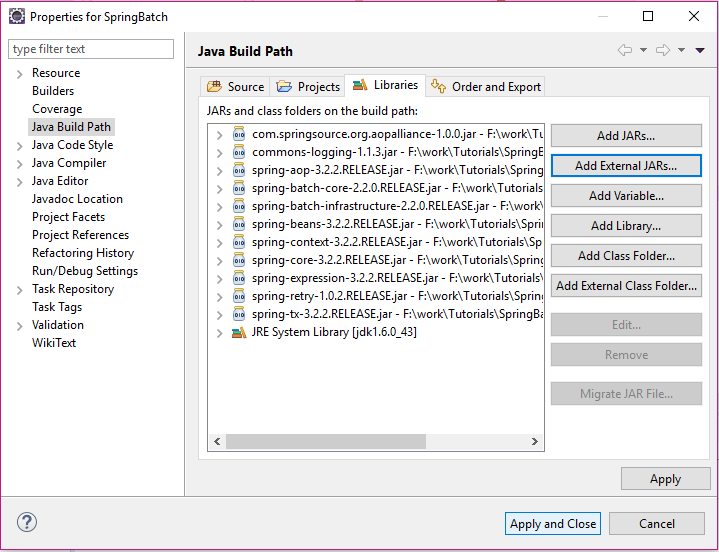 Properties for SpringBatch
type filter text
Resource
Builders
Coverage
Java Build Path
Java Code Style
Java Compiler
Java Editor
Javadoc Location
Project Facets
Project References
Refactoring History
Run/Debug Settings
Task Repository
Task Tags
Validation
WikiText
Java Build Path
Source Projects Libraries Order and Export
JARs and class folders on the build path:
com.springsource.org.aopalliance-1.0.0.jar - F:\work\Tu
commons-logging-1.1.3.jar - F:\work\Tutorials\SpringB
spring-aop-3.2.2.RELEASE.jar - F:\work\Tutorials\Spring
spring-batch-core-2.2.0.RELEASE.jar - F:\work\Tutorials
spring-batch-infrastructure-2.2.0.RELEASE.jar - F:\work
spring-beans-3.2.2.RELEASE.jar - F:\work\Tutorials\Spri
spring-context-3.2.2.RELEASE.jar - F:\work\Tutorials\Sp
spring-core-3.2.2.RELEASE.jar - F:\work\Tutorials\Sprin
spring-expression-3.2.2.RELEASE.jar - F:\work\Tutorials
spring-retry-1.0.2.RELEASE.jar - F:\work\Tutorials\Sprin
spring-tx-3.2.2.RELEASE.jar - F:\work\Tutorials\SpringBa
JRE System Library [jdk1.6.0_43]
Add JARs...
Add External JARs...
Add Variable...
Add Library...
Add Class Folder...
Add External Class Folder...
Edit...
Remove
Migrate JAR File...
Apply
?
Apply and Close
Cancel